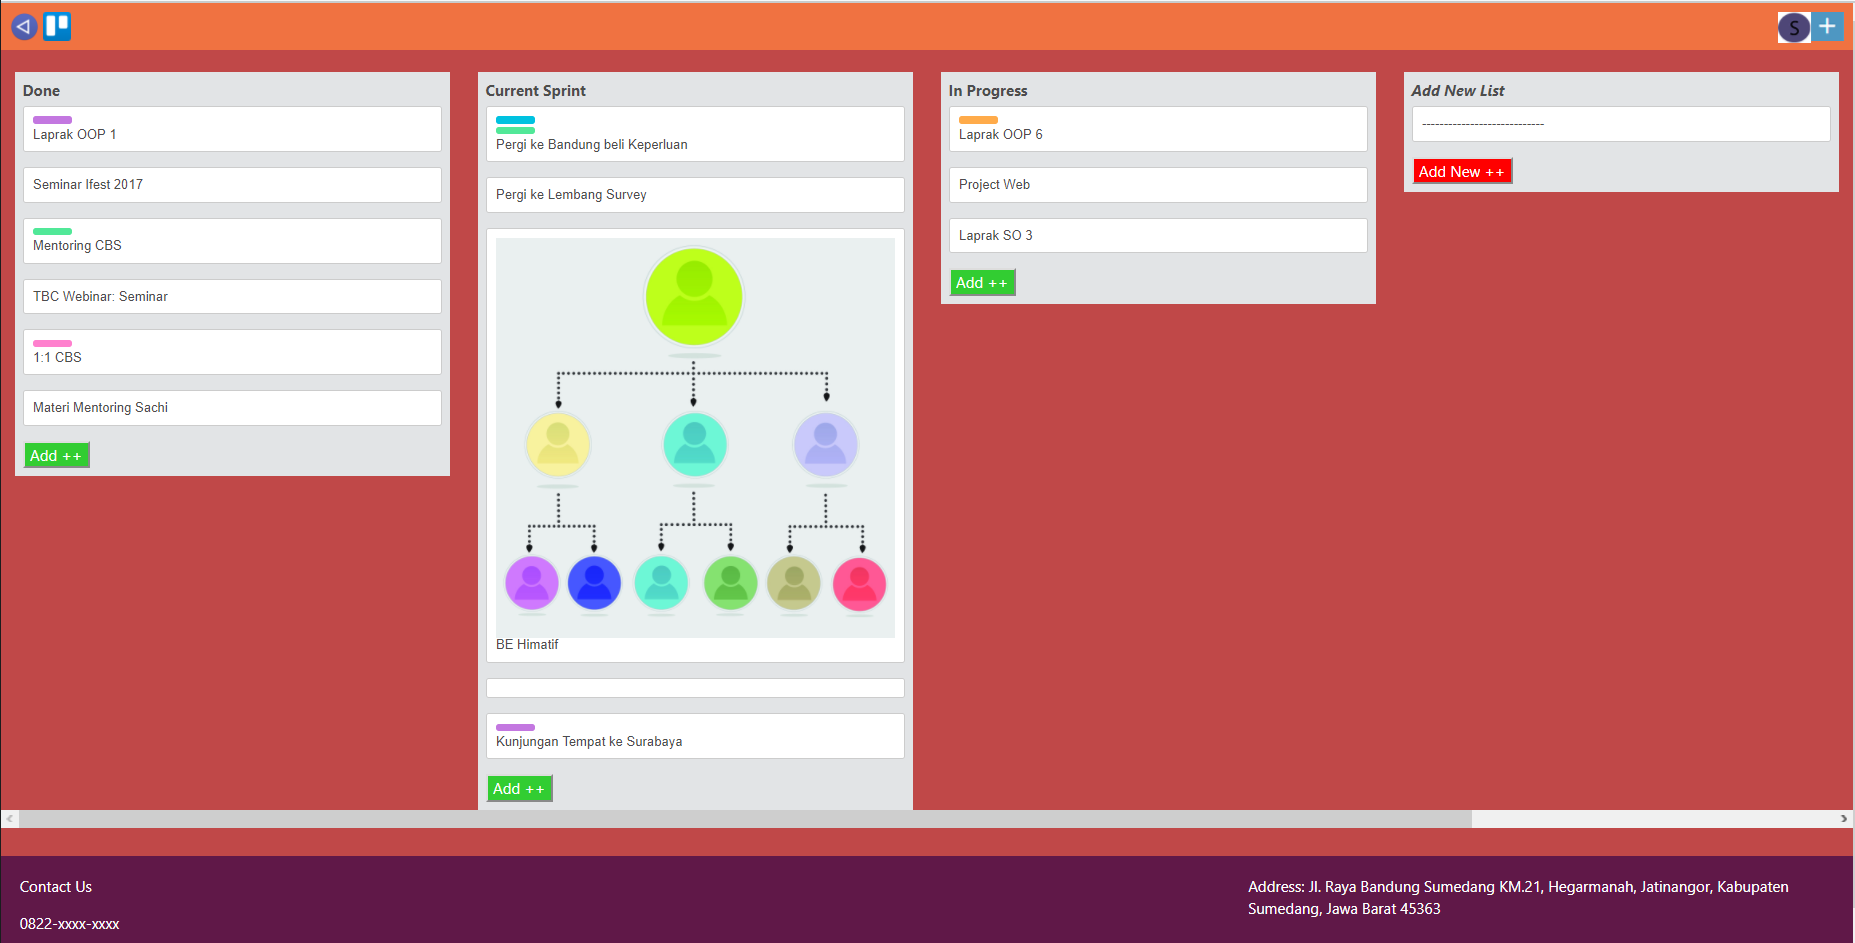 S
+
Done
Laprak OOP 1
Seminar Ifest 2017
Mentoring CBS
TBC Webinar: Seminar
1:1 CBS
Materi Mentoring Sachi
Add ++
Current Sprint
Pergi ke Bandung beli Keperluan
Pergi ke Lembang Survey
BE Himatif
Kunjungan Tempat ke Surabaya
Add ++
In Progress
Laprak OOP 6
Project Web
Laprak SO 3
Add ++
Add New List
----------------------------
Add New ++
Contact Us
0822-xxxx-xxxx
Address: Jl. Raya Bandung Sumedang KM.21, Hegarmanah, Jatinangor, Kabupaten
Sumedang, Jawa Barat 45363